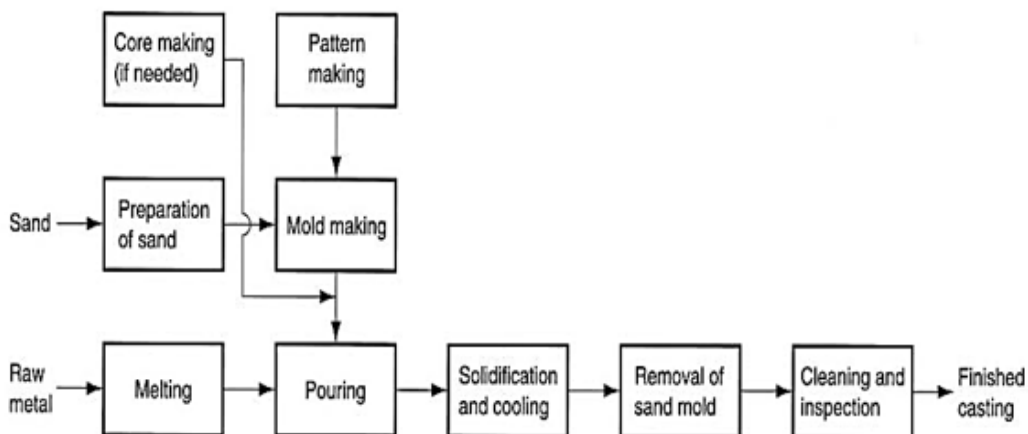 Core making
(if needed)
Pattern
making
Sand
Preparation
of sand
Mold making
Raw
metal
Melting
Pouring
Solidification
and cooling
Removal of
sand mold
Cleaning and
inspection
Finished
casting